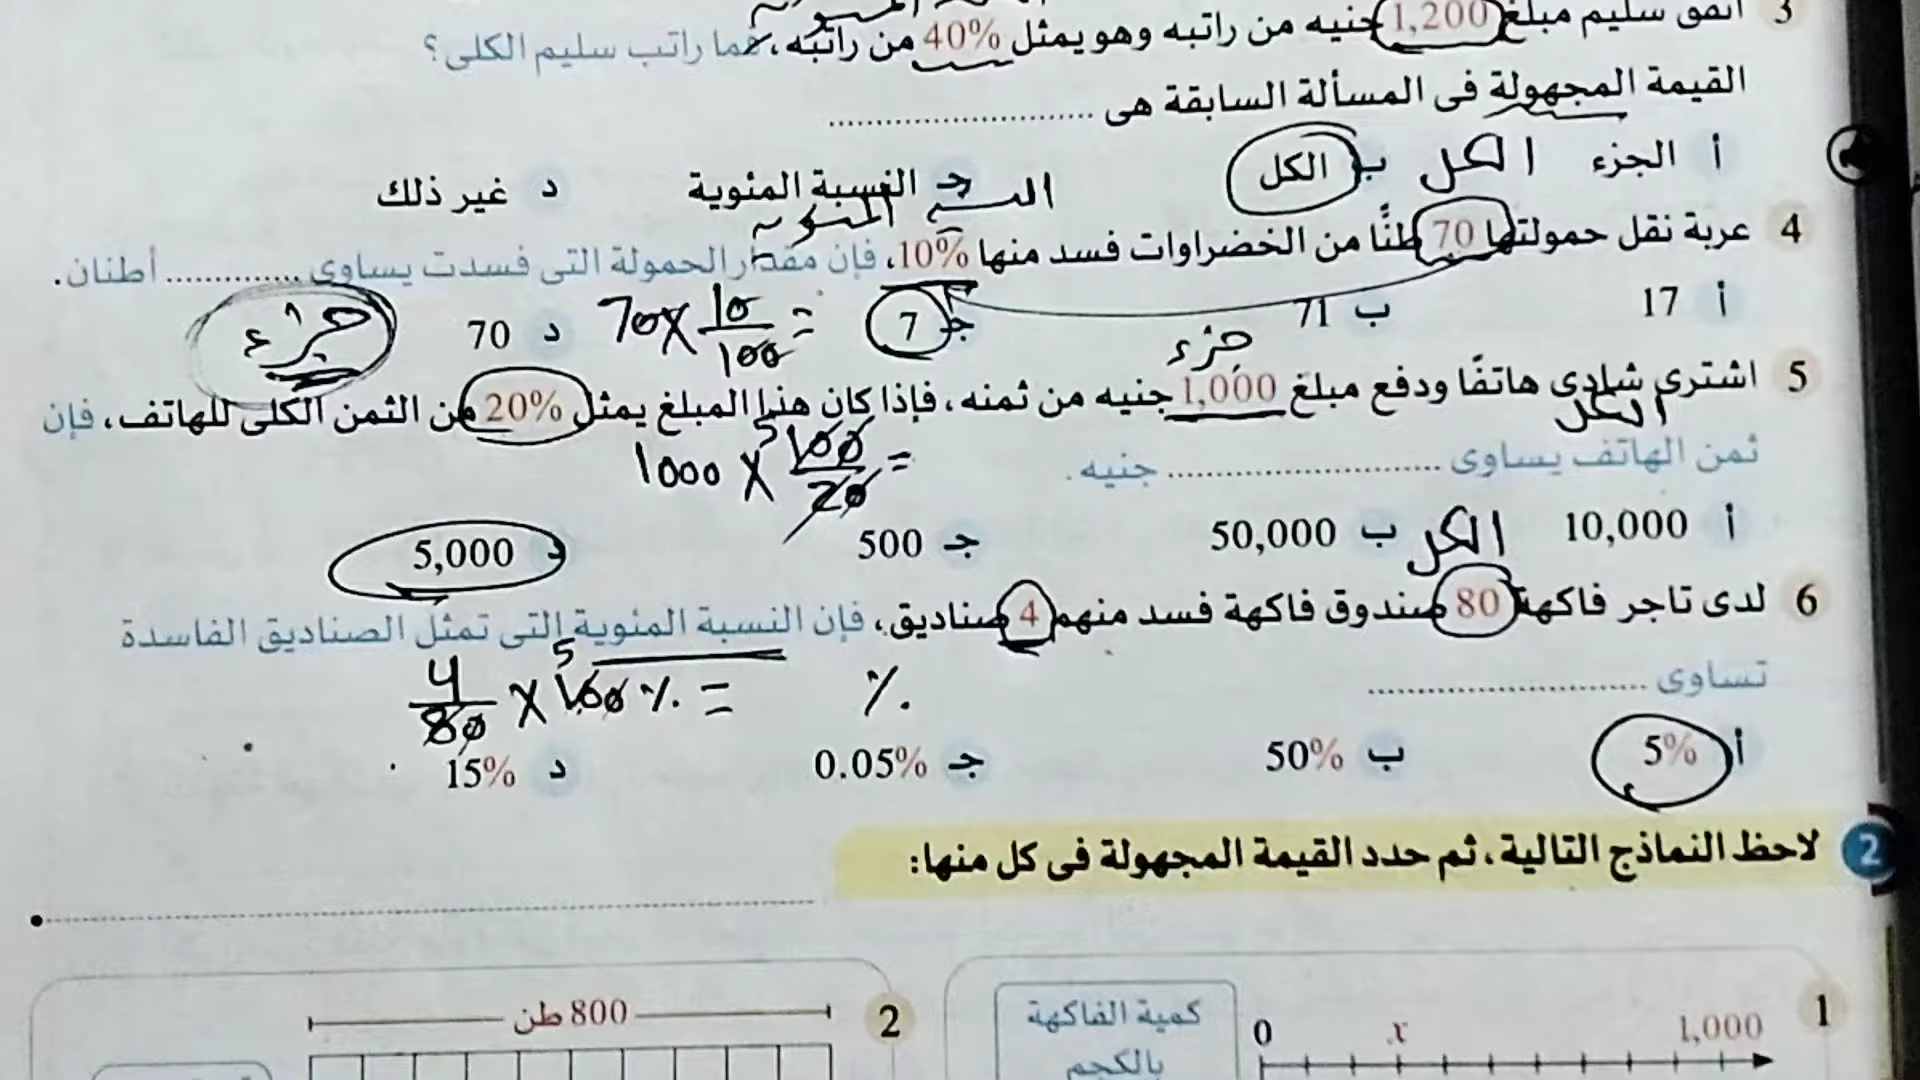 3 أنفق سليم مبلغ 1,200 جنيه من راتبه وهو يمثل 40% من راتبه، فما راتب سليم الكلى؟
القيمة المجهولة فى المسألة السابقة هى ..............................
أ الجزء الكل ب الكل جـ النسبة المئوية د غير ذلك
النسبة المئوية
4 عربة نقل حمولتها 70 طنًّا من الخضراوات فسد منها 10%، فإن مقدار الحمولة التى فسدت يساوى ............... أطنان.
أ 17 ب 71 جـ 7 70 × 10/100 = د 70 جزء
جزء
5 اشترى شادى هاتفًا ودفع مبلغ 1,000 جنيه من ثمنه، فإذا كان هذا المبلغ يمثل 20% من الثمن الكلى للهاتف، فإن
الكل
ثمن الهاتف يساوى .............................. جنيه.
1000 × 100/20 =
5
أ 10,000 الكل ب 50,000 جـ 500 د 5,000
6 لدى تاجر فاكهة 80 صندوق فاكهة فسد منهم 4 صناديق، فإن النسبة المئوية التى تمثل الصناديق الفاسدة
تساوى ..............................
4/80 × 100 % = %
5
أ 5% ب 50% جـ 0.05% د 15%
2 لاحظ النماذج التالية، ثم حدد القيمة المجهولة فى كل منها:
1 0 x 1,000
كمية الفاكهة
بالكجم
2 800 طن